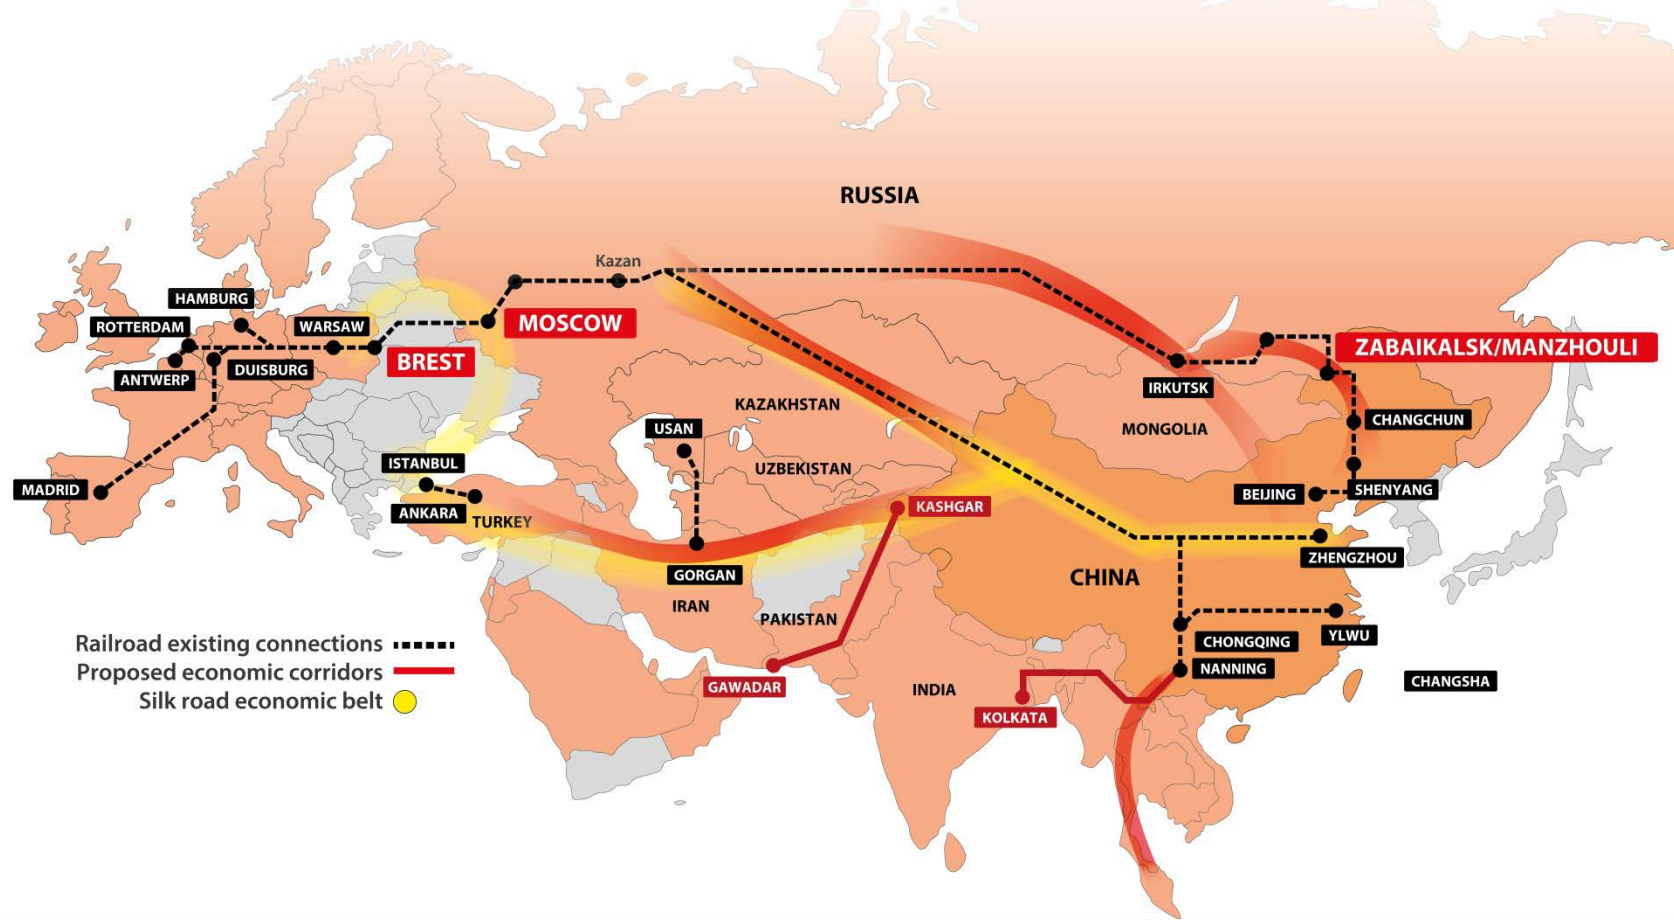 RUSSIA
Kazan
HAMBURG
ROTTERDAM
WARSAW
MOSCOW
BREST
ANTWERP
DUISBURG
ZABAIKALSK/MANZHOULI
IRKUTSK
KAZAKHSTAN
MONGOLIA
CHANGCHUN
USAN
UZBEKISTAN
ISTANBUL
MADRID
ANKARA
TURKEY
KASHGAR
BEIJING
SHENYANG
ZHENGZHOU
GORGAN
CHINA
IRAN
PAKISTAN
YLWU
CHONGQING
NANNING
Railroad existing connections
Proposed economic corridors
Silk road economic belt
GAWADAR
INDIA
KOLKATA
CHANGSHA